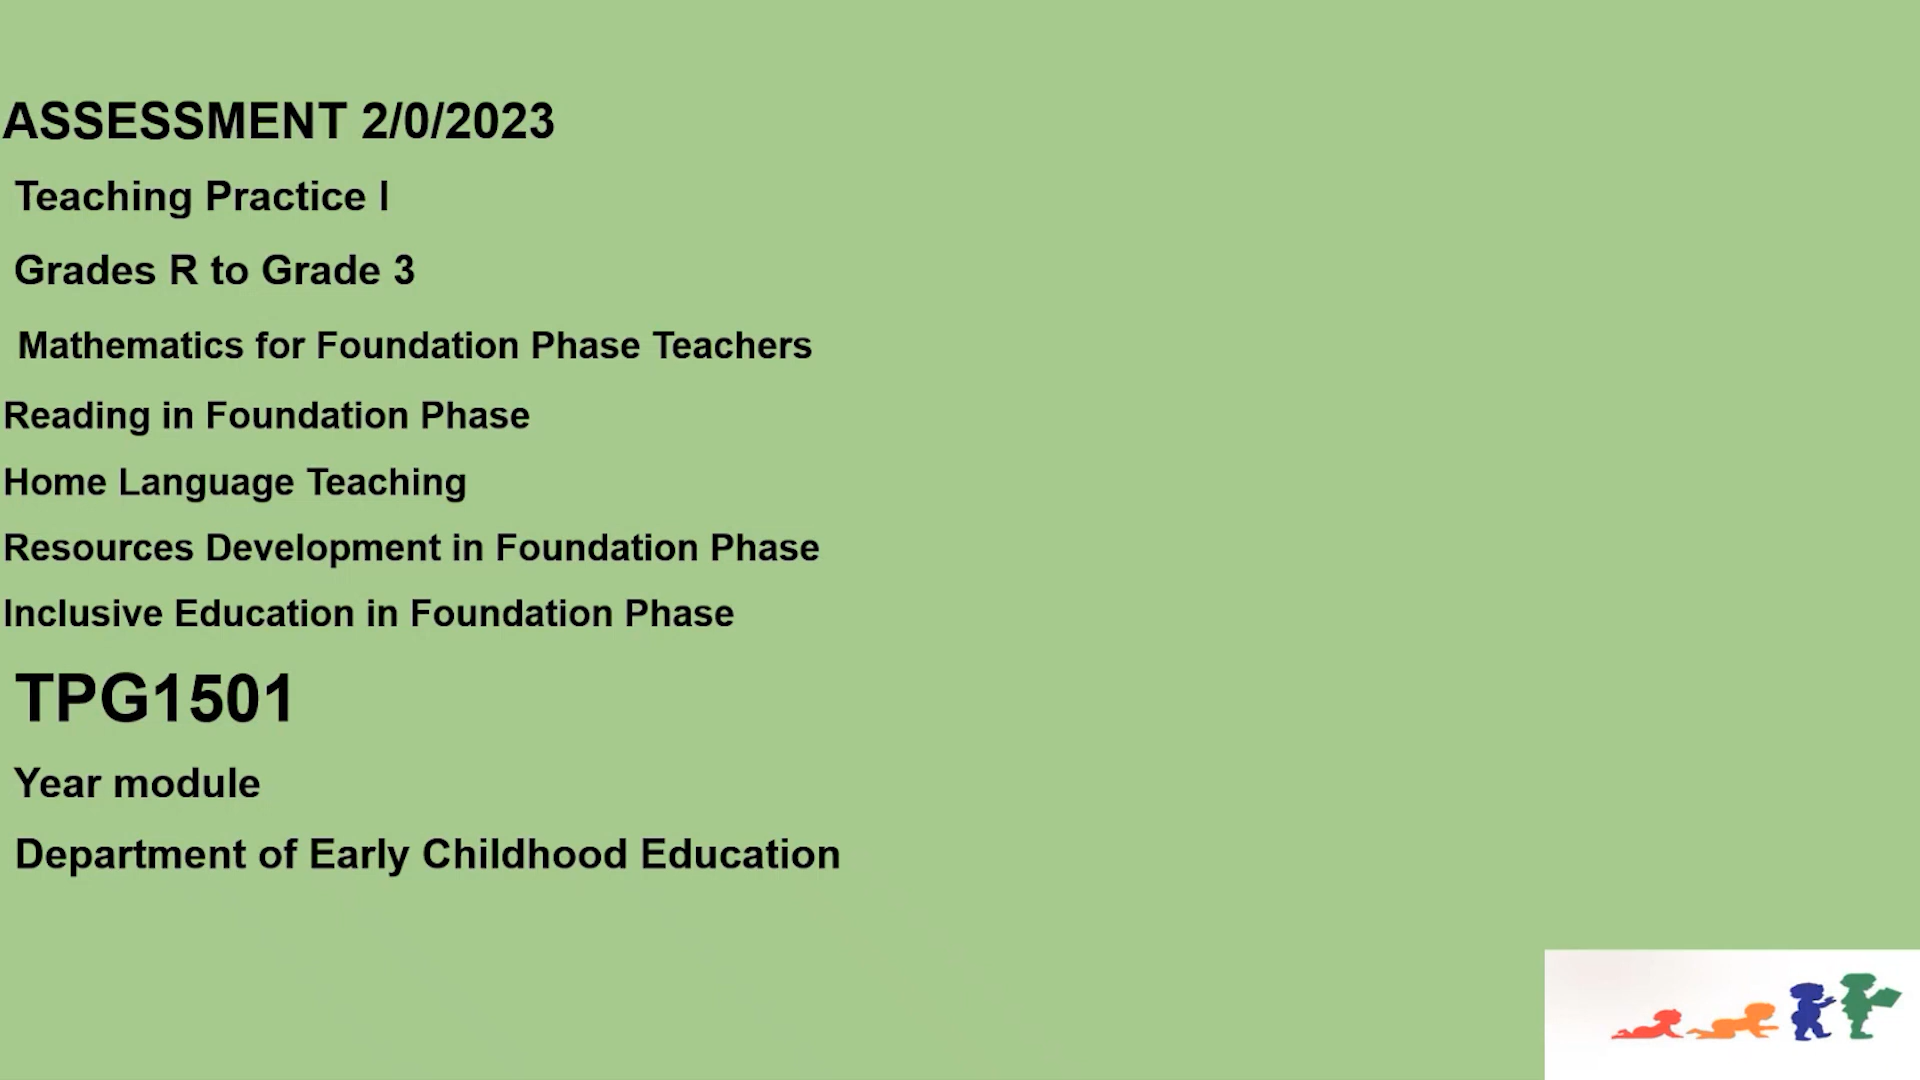 ASSESSMENT 2/0/2023
Teaching Practice I
Grades R to Grade 3
Mathematics for Foundation Phase Teachers
Reading in Foundation Phase
Home Language Teaching
Resources Development in Foundation Phase
Inclusive Education in Foundation Phase
TPG1501
Year module
Department of Early Childhood Education